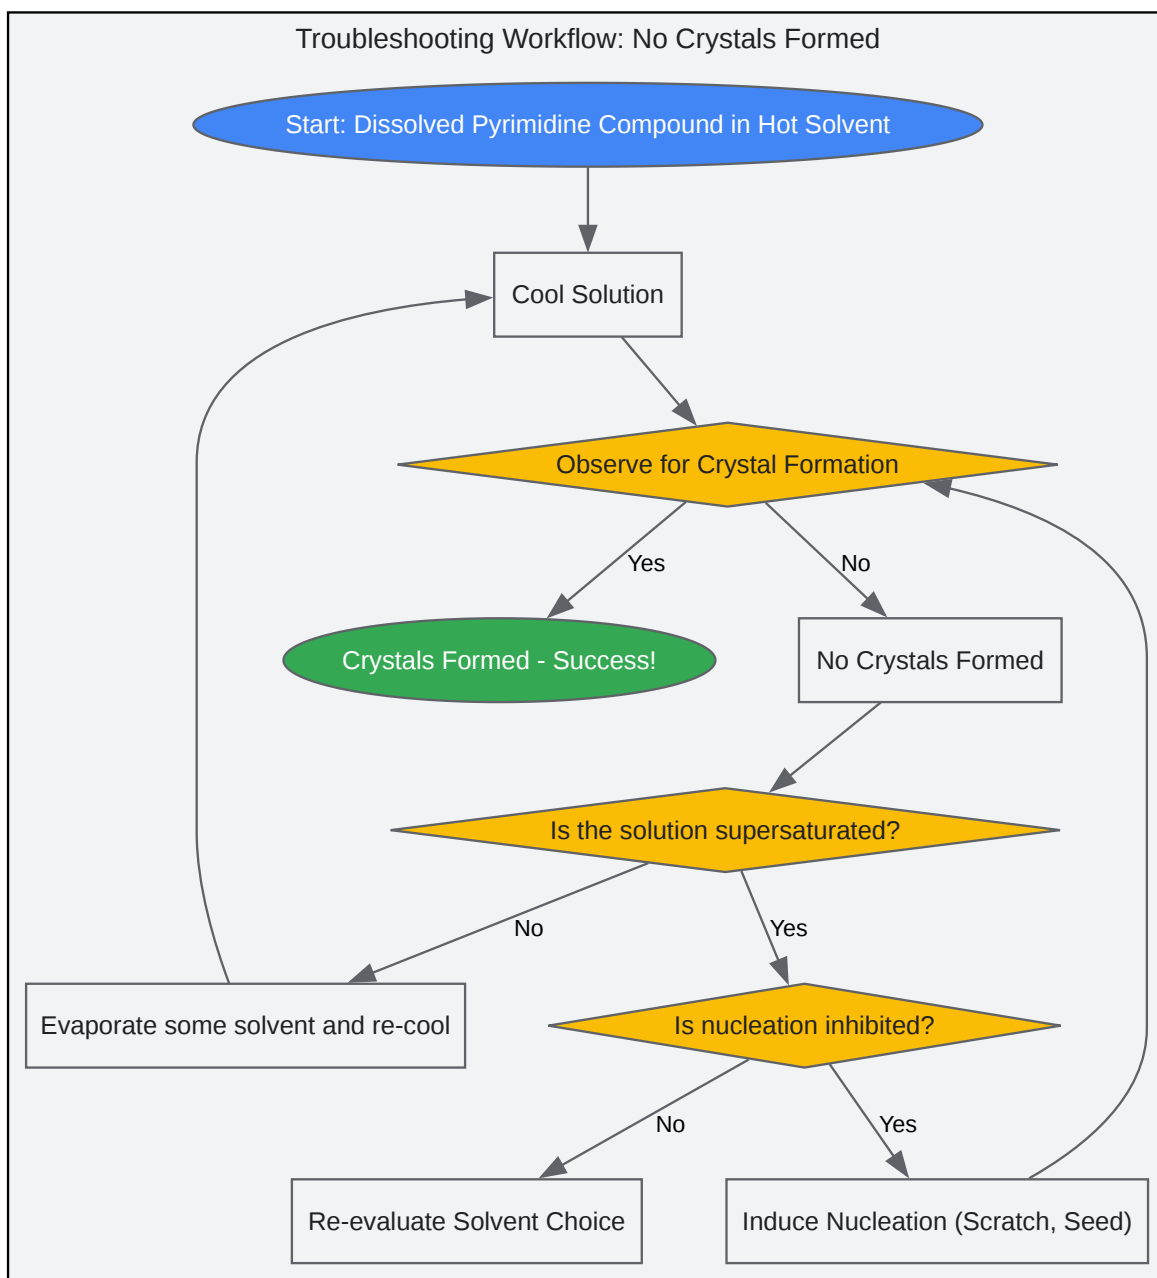 Troubleshooting Workflow: No Crystals Formed
Start: Dissolved Pyrimidine Compound in Hot Solvent
Cool Solution
Observe for Crystal Formation
Yes
No
Crystals Formed - Success!
No Crystals Formed
Is the solution supersaturated?
No
Yes
Evaporate some solvent and re-cool
Is nucleation inhibited?
No
Yes
Re-evaluate Solvent Choice
Induce Nucleation (Scratch, Seed)